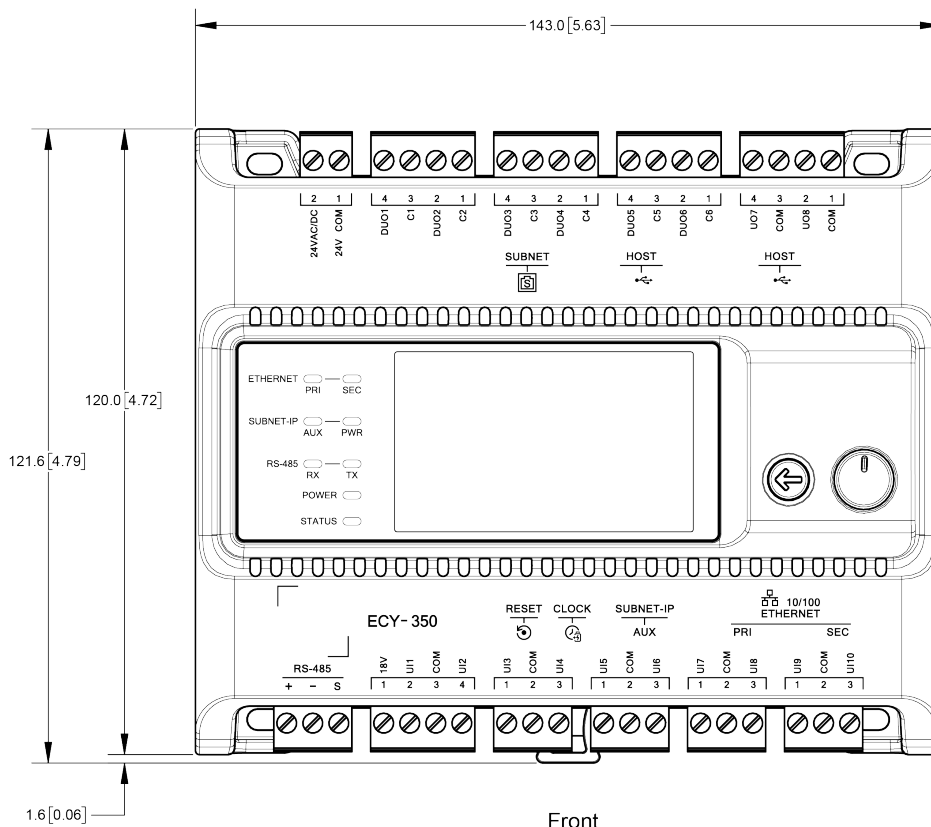 143.0 [5.63]
2 1 4 3 2 1 4 3 2 1 4 3 2 1 4 3 2 1
24VAC/DC 24V COM DUO1 C1 DUO2 C2 DUO3 C3 DUO4 C4 DUO5 C5 DUO6 C6 UO7 COM UO8 COM
SUBNET HOST HOST
S
ETHERNET
PRI SEC
120.0 [4.72]
SUBNET-IP
AUX PWR
121.6 [4.79]
RS-485
RX TX
POWER
STATUS
10/100
ETHERNET
RESET CLOCK SUBNET-IP
ECY-350
AUX PRI SEC
RS-485
18V UI1 COM UI2 UI3 COM UI4 UI5 COM UI6 UI7 COM UI8 UI9 COM UI10
+ − S 1 2 3 4 1 2 3 1 2 3 1 2 3 1 2 3
1.6 [0.06]
Front